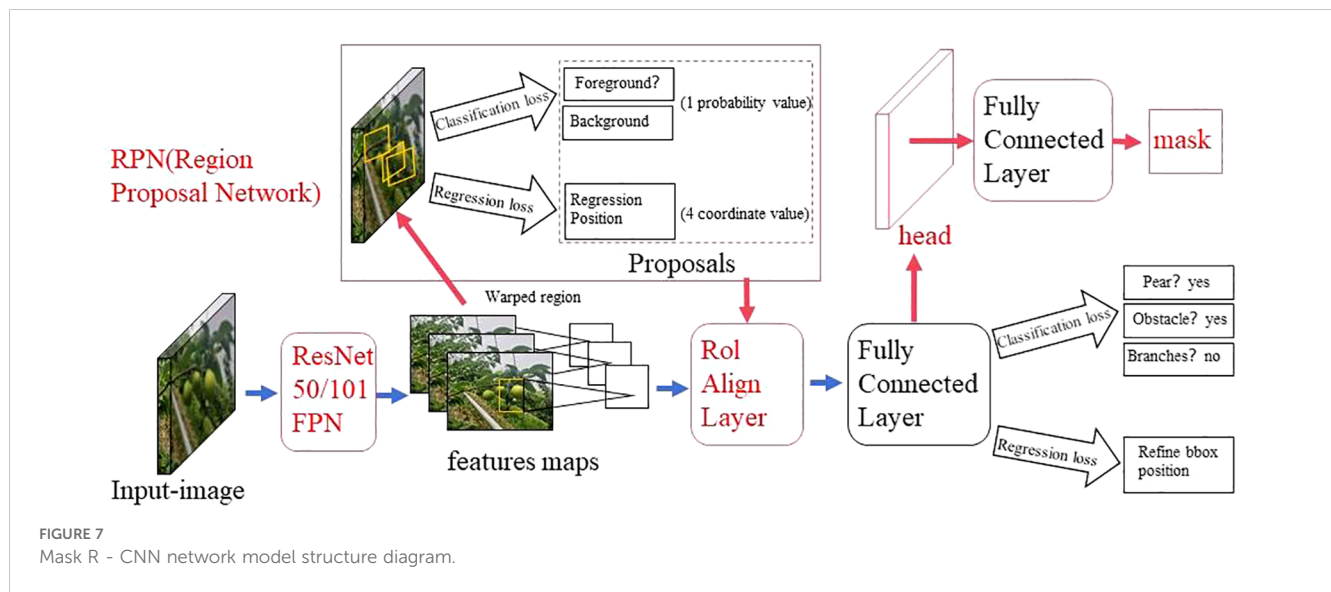 RPN(Region
Proposal Network)
Classification loss
Foreground?
Background
(1 probability value)
Regression loss
Regression
Position
(4 coordinate value)
Proposals
Fully
Connected
Layer
mask
head
Warped region
Input-image
ResNet
50/101
FPN
features maps
RoI
Align
Layer
Fully
Connected
Layer
Classification loss
Pear? yes
Obstacle? yes
Branches? no
Regression loss
Refine bbox
position
FIGURE 7
Mask R - CNN network model structure diagram.